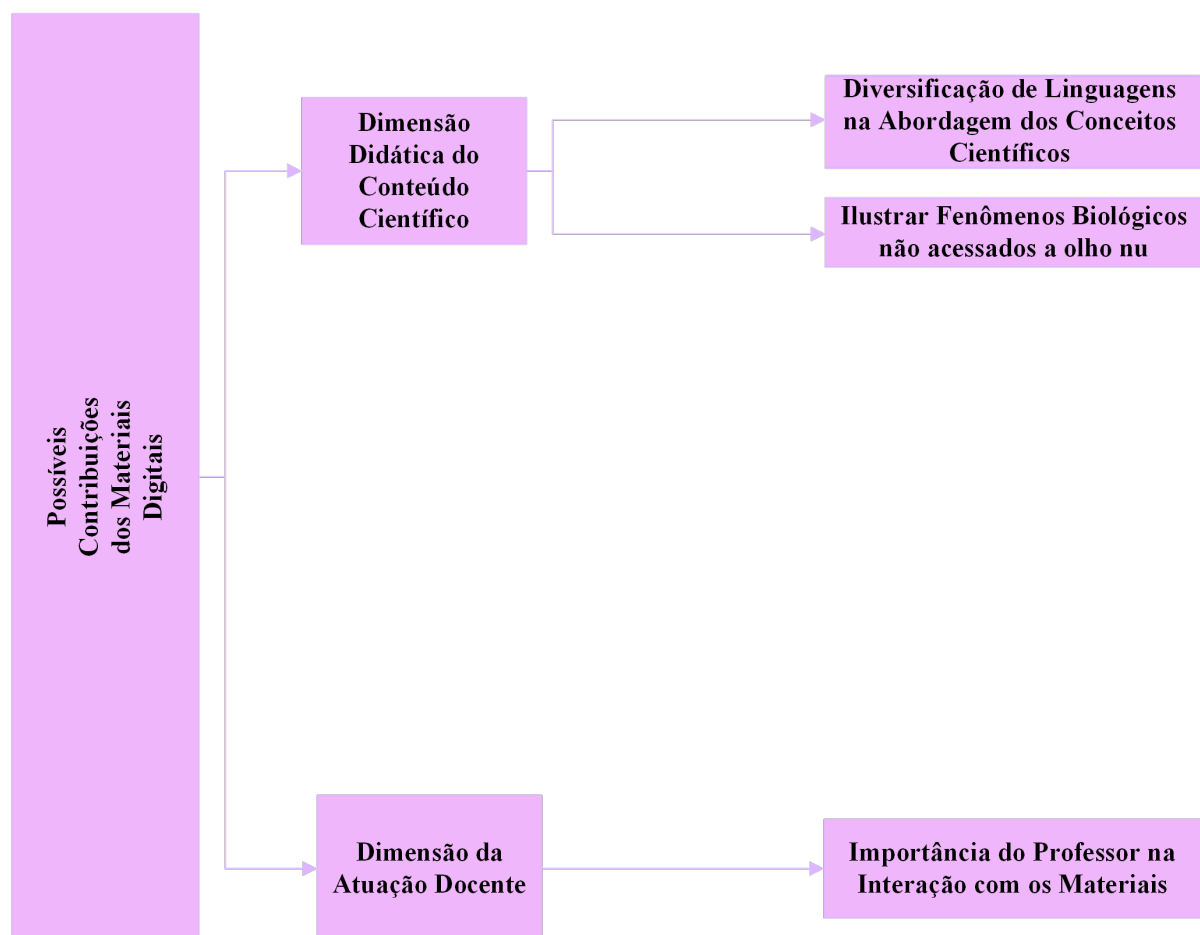 Possíveis
Contribuições
dos Materiais
Digitais
Dimensão
Didática do
Conteúdo
Científico
Diversificação de Linguagens
na Abordagem dos Conceitos
Científicos
Ilustrar Fenômenos Biológicos
não acessados a olho nu
Dimensão da
Atuação Docente
Importância do Professor na
Interação com os Materiais